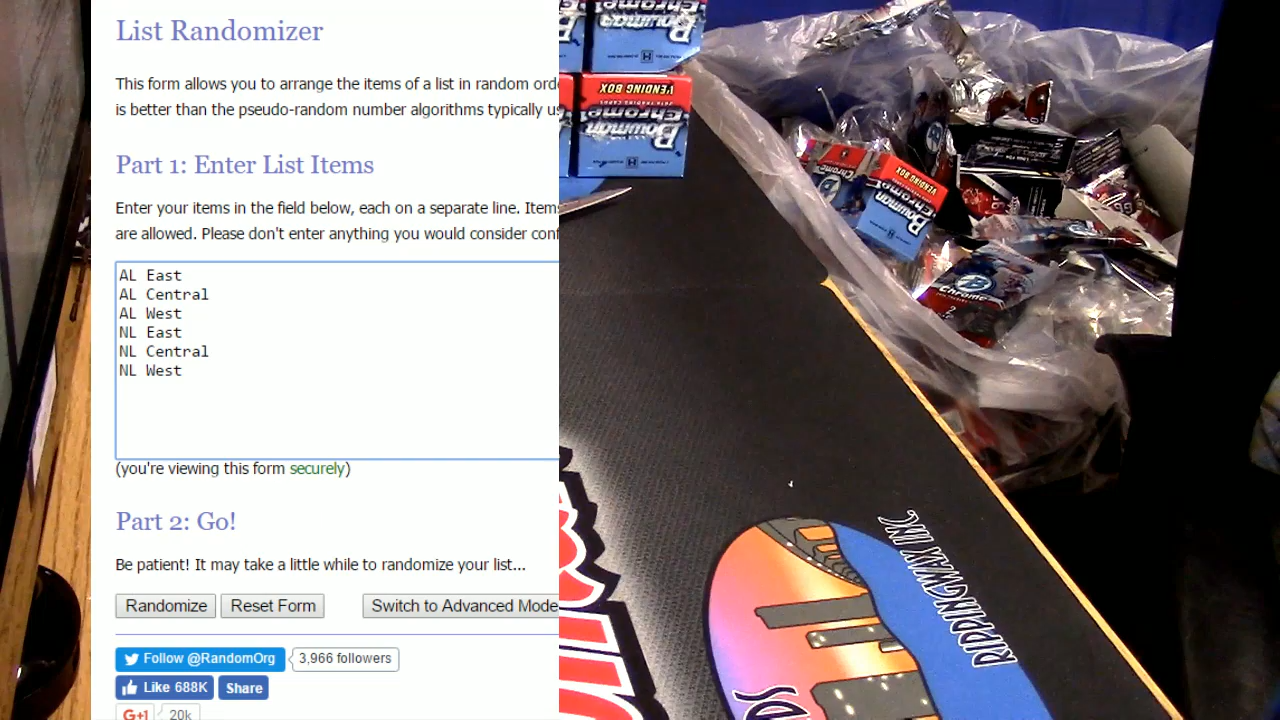 List Randomizer
This form allows you to arrange the items of a list in random ord
is better than the pseudo-random number algorithms typically us
Part 1: Enter List Items
Enter your items in the field below, each on a separate line. Items
are allowed. Please don't enter anything you would consider conf
AL East
AL Central
AL West
NL East
NL Central
NL West
(you're viewing this form securely)
Part 2: Go!
Be patient! It may take a little while to randomize your list...
Randomize
Reset Form
Switch to Advanced Mode
Follow @RandomOrg
3,966 followers
Like 688K
Share
G+1
20k
Bowman
VENDING BOX
Bowman
Chrome
VENDING BOX
Bowman
Chrome
Chrome
RIPPINGWAX INC.